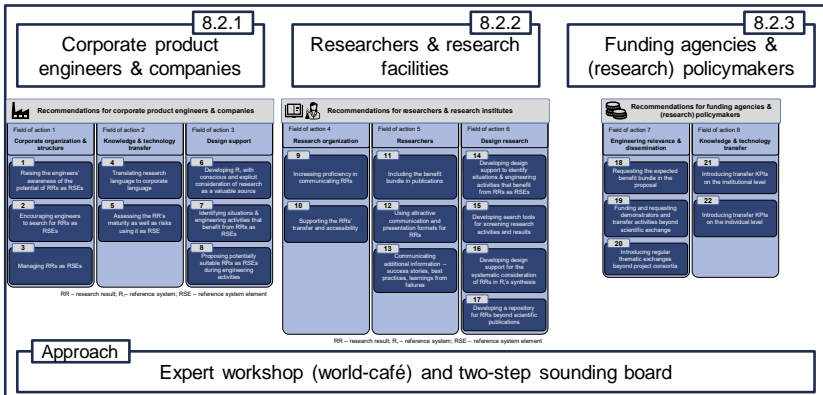 8.2.1
Corporate product
engineers & companies
8.2.2
Researchers & research
facilities
8.2.3
Funding agencies &
(research) policymakers
Recommendations for corporate product engineers & companies
Field of action 1
Corporate organization &
structure
1
Raising the engineers'
awareness of the
potential of RRs as RSEs
2
Encouraging engineers
to search for RRs as
RSEs
3
Managing RRs as RSEs
Field of action 2
Knowledge & technology
transfer
4
Translating research
language to corporate
language
5
Assessing the RR's
maturity as well as risks
using it as RSE
Field of action 3
Design support
6
Developing Ri with
conscious and explicit
consideration of research
as a valuable source
7
Identifying situations &
engineering activities that
benefit from RRs as RSEs
8
Proposing potentially
suitable RRs as RSEs
during engineering
activities
RR – research result; Ri – reference system; RSE – reference system element
Recommendations for researchers & research institutes
Field of action 4
Research organization
9
Increasing proficiency in
communicating RRs
10
Supporting the RRs'
transfer and accessibility
Field of action 5
Researchers
11
Including the benefit
bundle in publications
12
Using attractive
communication and
presentation formats for
RRs
13
Communicating
additional information –
success stories, best
practices, learnings from
failures
Field of action 6
Design research
14
Developing design
support to identify
situations & engineering
activities that benefit
from RRs as RSEs
15
Developing search tools
for screening research
activities and results
16
Developing design
support for the
systematic consideration
of RRs in Ri's synthesis
17
Developing a repository
for RRs beyond scientific
publications
RR – research result; Ri – reference system; RSE – reference system element
Recommendations for funding agencies &
(research) policymakers
Field of action 7
Engineering relevance &
dissemination
18
Requesting the expected
benefit bundle in the
proposal
19
Funding and requesting
demonstrators and
transfer activities beyond
scientific exchange
20
Introducing regular
thematic exchanges
beyond project consortia
Field of action 8
Knowledge & technology
transfer
21
Introducing transfer KPIs
on the institutional level
22
Introducing transfer KPIs
on the individual level
Approach
Expert workshop (world-café) and two-step sounding board